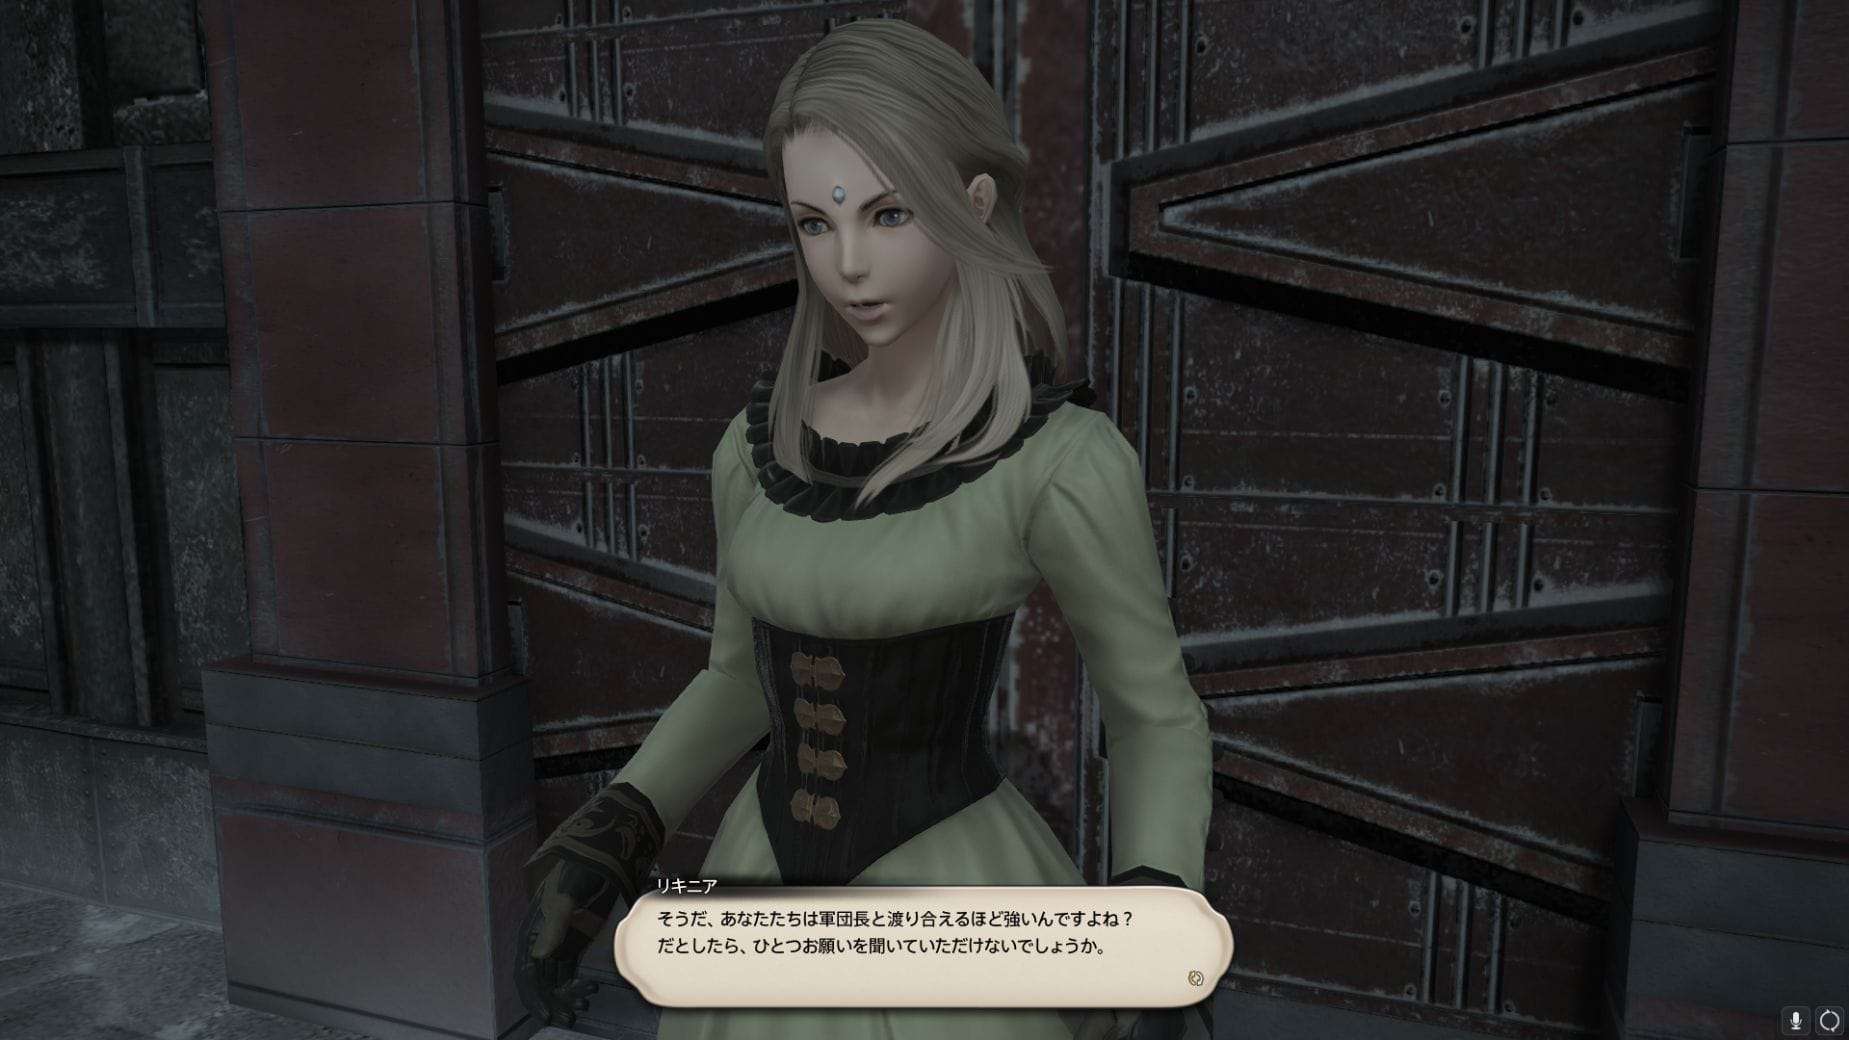 リキニア
そうだ、あなたたちは軍団長と渡り合えるほど強いんですよね？
だとしたら、ひとつお願いを聞いていただけないでしょうか。